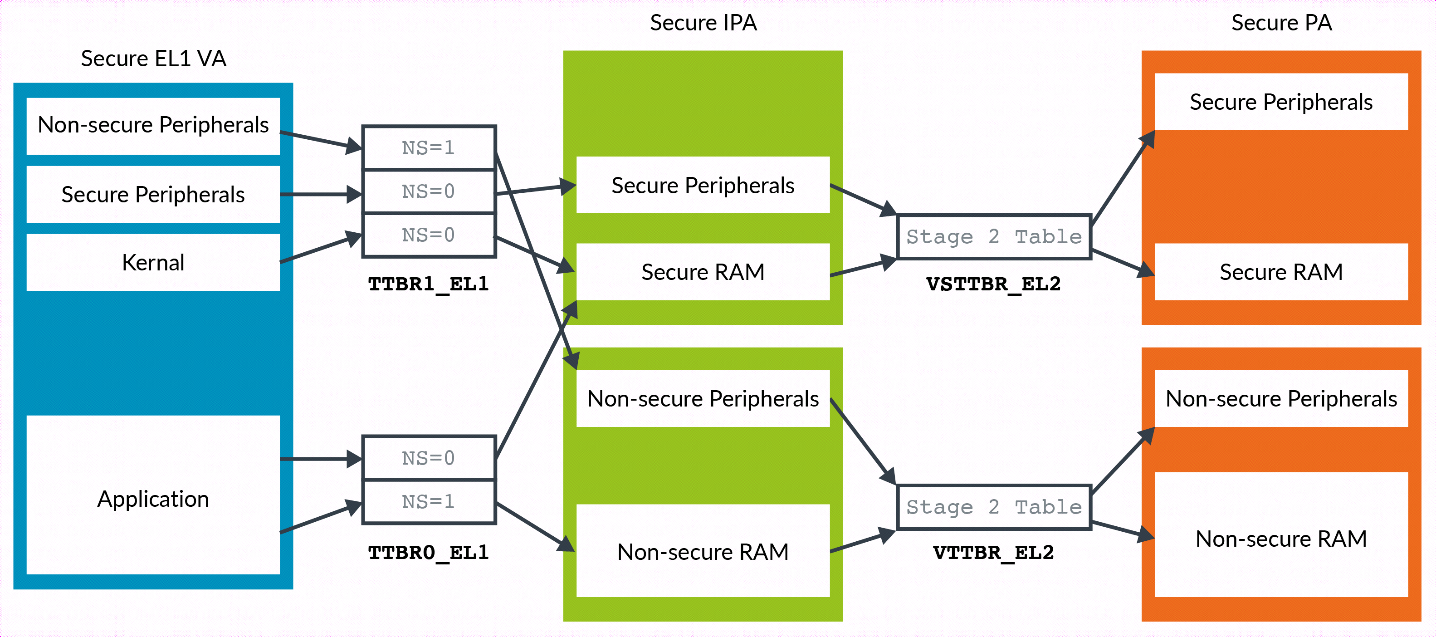 Secure EL1 VA
Non-secure Peripherals
Secure Peripherals
Kernal
Application
NS=1
NS=0
NS=0
TTBR1_EL1
NS=0
NS=1
TTBR0_EL1
Secure IPA
Secure Peripherals
Secure RAM
Non-secure Peripherals
Non-secure RAM
Stage 2 Table
VSTTBR_EL2
Stage 2 Table
VTTBR_EL2
Secure PA
Secure Peripherals
Secure RAM
Non-secure Peripherals
Non-secure RAM